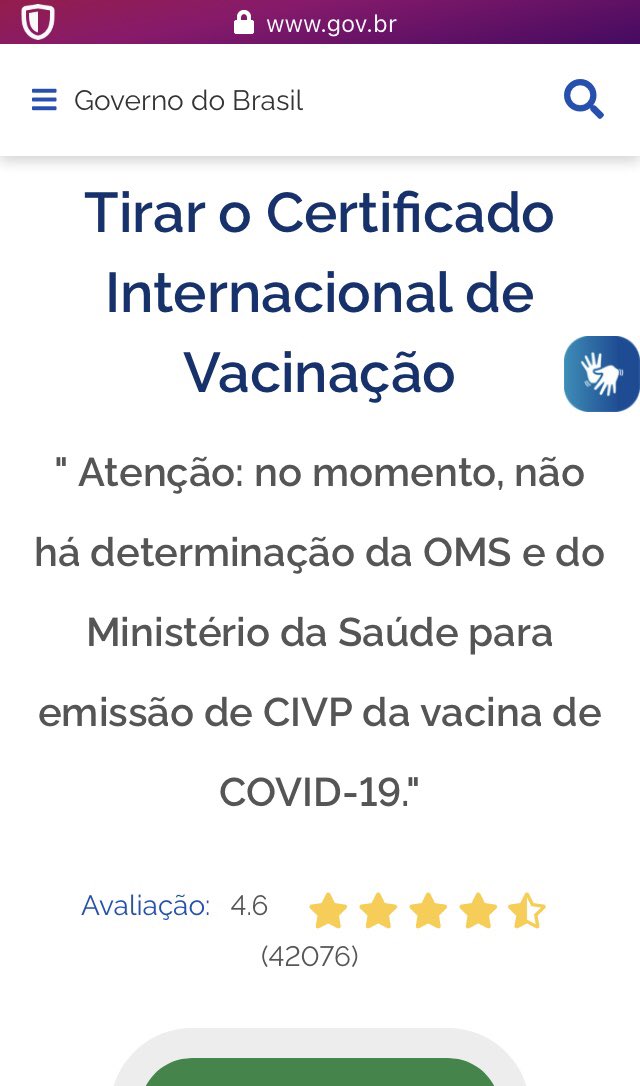 www.gov.br
Governo do Brasil
Tirar o Certificado
Internacional de
Vacinação
" Atenção: no momento, não
há determinação da OMS e do
Ministério da Saúde para
emissão de CIVP da vacina de
COVID-19."
Avaliação: 4.6
(42076)